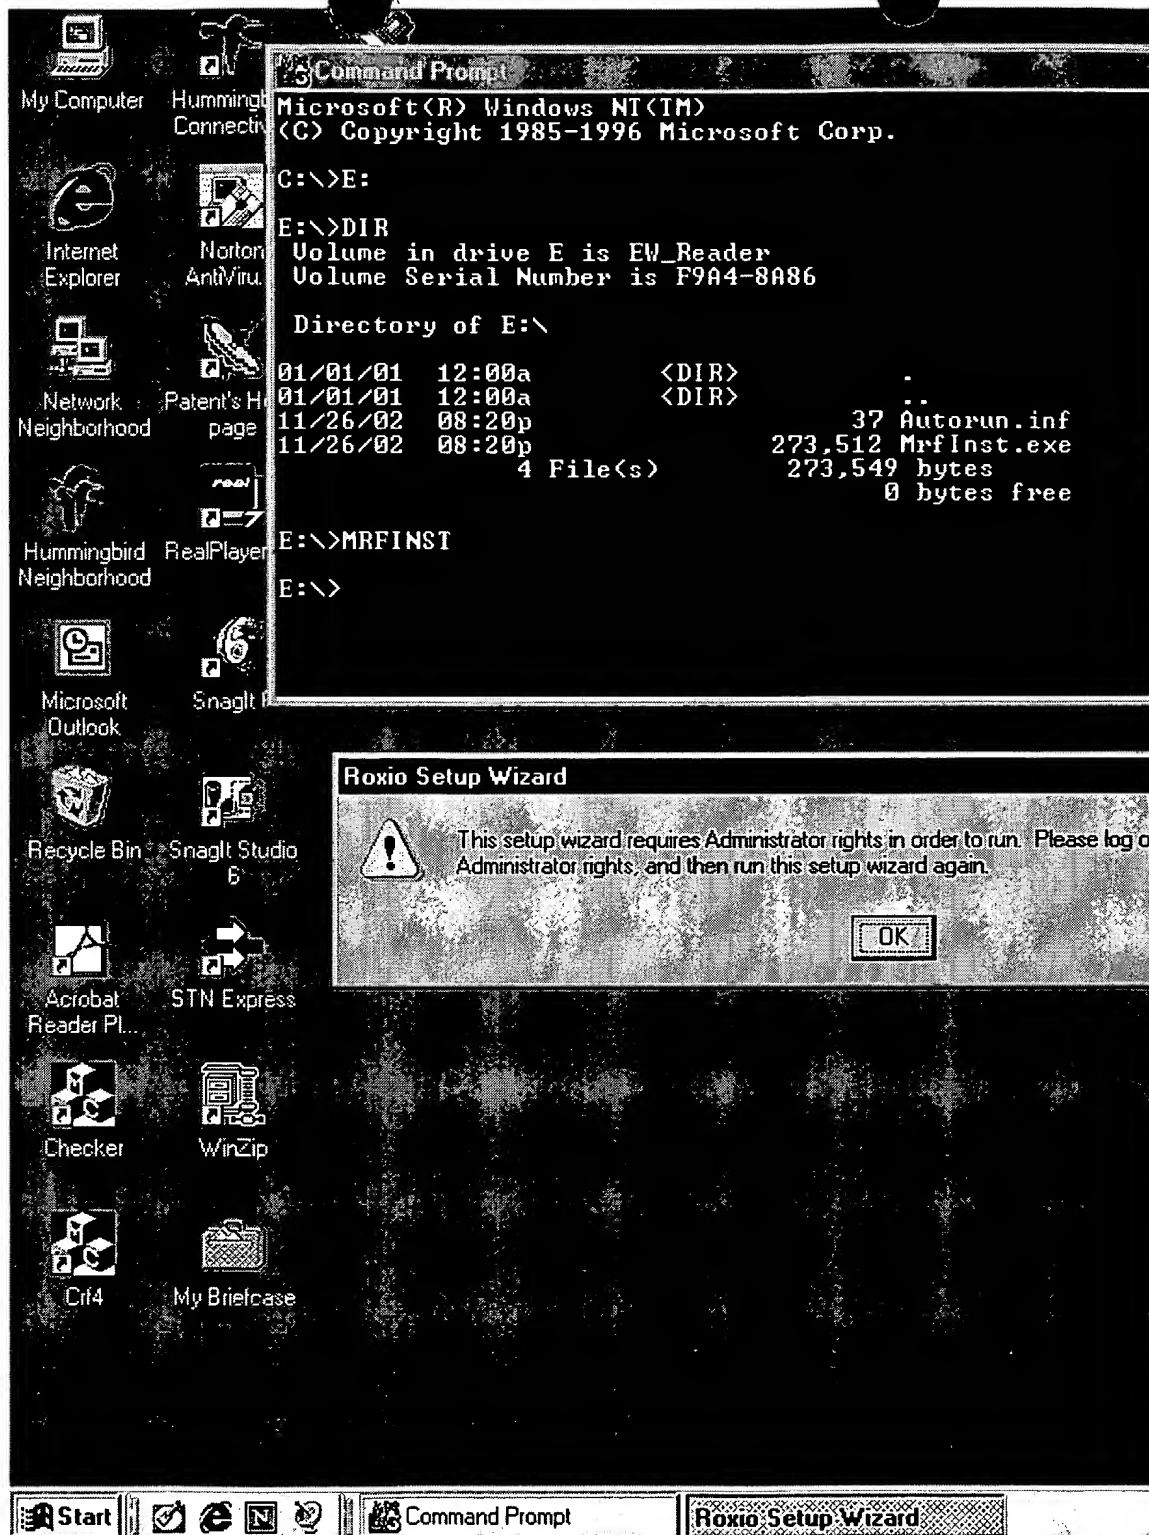 My Computer
Hummingb
Connectiv
Internet
Explorer
Norton
AntiViru.
Network
Neighborhood
Patent's H
page
real
Hummingbird
Neighborhood
RealPlayer
Microsoft
Outlook
6
SnagIt
Recycle Bin
SnagIt Studio
6
Acrobat
Reader Pl...
STN Express
M
C
Checker
WinZip
M
C
Crf4
My Briefcase
Command Prompt
Microsoft(R) Windows NT(TM)
(C) Copyright 1985-1996 Microsoft Corp.
C:\>E:
E:\>DIR
Volume in drive E is EW_Reader
Volume Serial Number is F9A4-8A86
Directory of E:\
01/01/01 12:00a <DIR> .
01/01/01 12:00a <DIR> ..
11/26/02 08:20p 37 Autorun.inf
11/26/02 08:20p 273,512 MrfInst.exe
4 File(s) 273,549 bytes
0 bytes free
E:\>MRFINST
E:\>
Roxio Setup Wizard
This setup wizard requires Administrator rights in order to run. Please log o
Administrator rights, and then run this setup wizard again.
OK
Start
N
Command Prompt
Roxio Setup Wizard